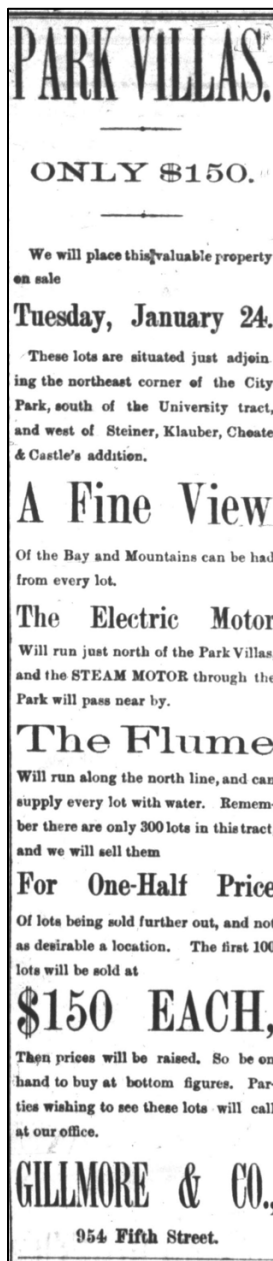 PARK VILLAS.
ONLY $150.
We will place this valuable property
on sale
Tuesday, January 24.
These lots are situated just adjoin
ing the northeast corner of the City
Park, south of the University tract,
and west of Steiner, Klauber, Choate
& Castle's addition.
A Fine View
Of the Bay and Mountains can be had
from every lot.
The Electric Motor
Will run just north of the Park Villas
and the STEAM MOTOR through the
Park will pass near by.
The Flume
Will run along the north line, and can
supply every lot with water. Remem-
ber there are only 300 lots in this tract
and we will sell them
For One-Half Price
Of lots being sold further out, and not
as desirable a location. The first 100
lots will be sold at
$150 EACH,
Then prices will be raised. So be on
hand to buy at bottom figures. Par-
ties wishing to see these lots will call
at our office.
GILLMORE & CO.,
954 Fifth Street.